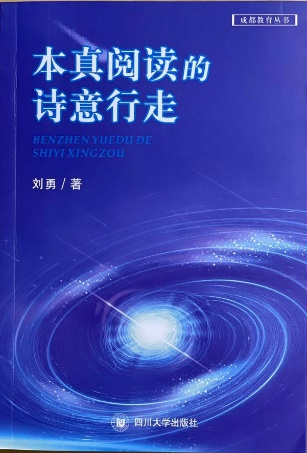 成都教育丛书
本真阅读的
诗意行走
BENZHEN YUEDU DE
SHIYI XINGZOU
刘勇 / 著
四川大学出版社